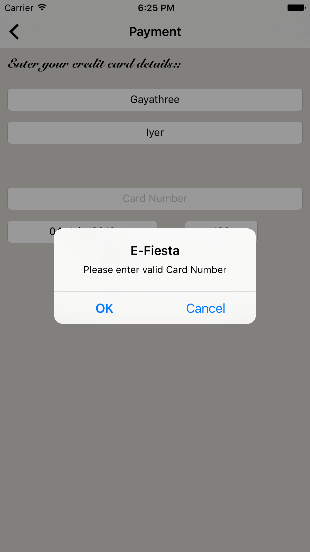 Carrier 6:25 PM
Payment
Enter your credit card details::
Gayathree
Iyer
Card Number
E-Fiesta
Please enter valid Card Number
OK Cancel